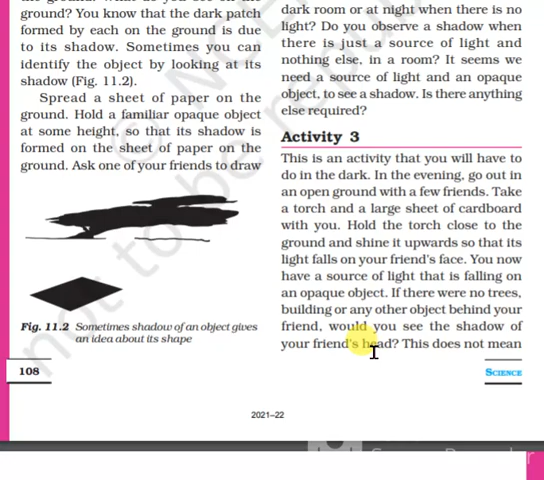 ground? You know that the dark patch
formed by each on the ground is due
to its shadow. Sometimes you can
identify the object by looking at its
shadow (Fig. 11.2).
Spread a sheet of paper on the
ground. Hold a familiar opaque object
at some height, so that its shadow is
formed on the sheet of paper on the
ground. Ask one of your friends to draw
Fig. 11.2 Sometimes shadow of an object gives
an idea about its shape
dark room or at night when there is no
light? Do you observe a shadow when
there is just a source of light and
nothing else, in a room? It seems we
need a source of light and an opaque
object, to see a shadow. Is there anything
else required?
Activity 3
This is an activity that you will have to
do in the dark. In the evening, go out in
an open ground with a few friends. Take
a torch and a large sheet of cardboard
with you. Hold the torch close to the
ground and shine it upwards so that its
light falls on your friend's face. You now
have a source of light that is falling on
an opaque object. If there were no trees,
building or any other object behind your
friend, would you see the shadow of
your friend's head? This does not mean
108
SCIENCE
2021–22
not to be republished